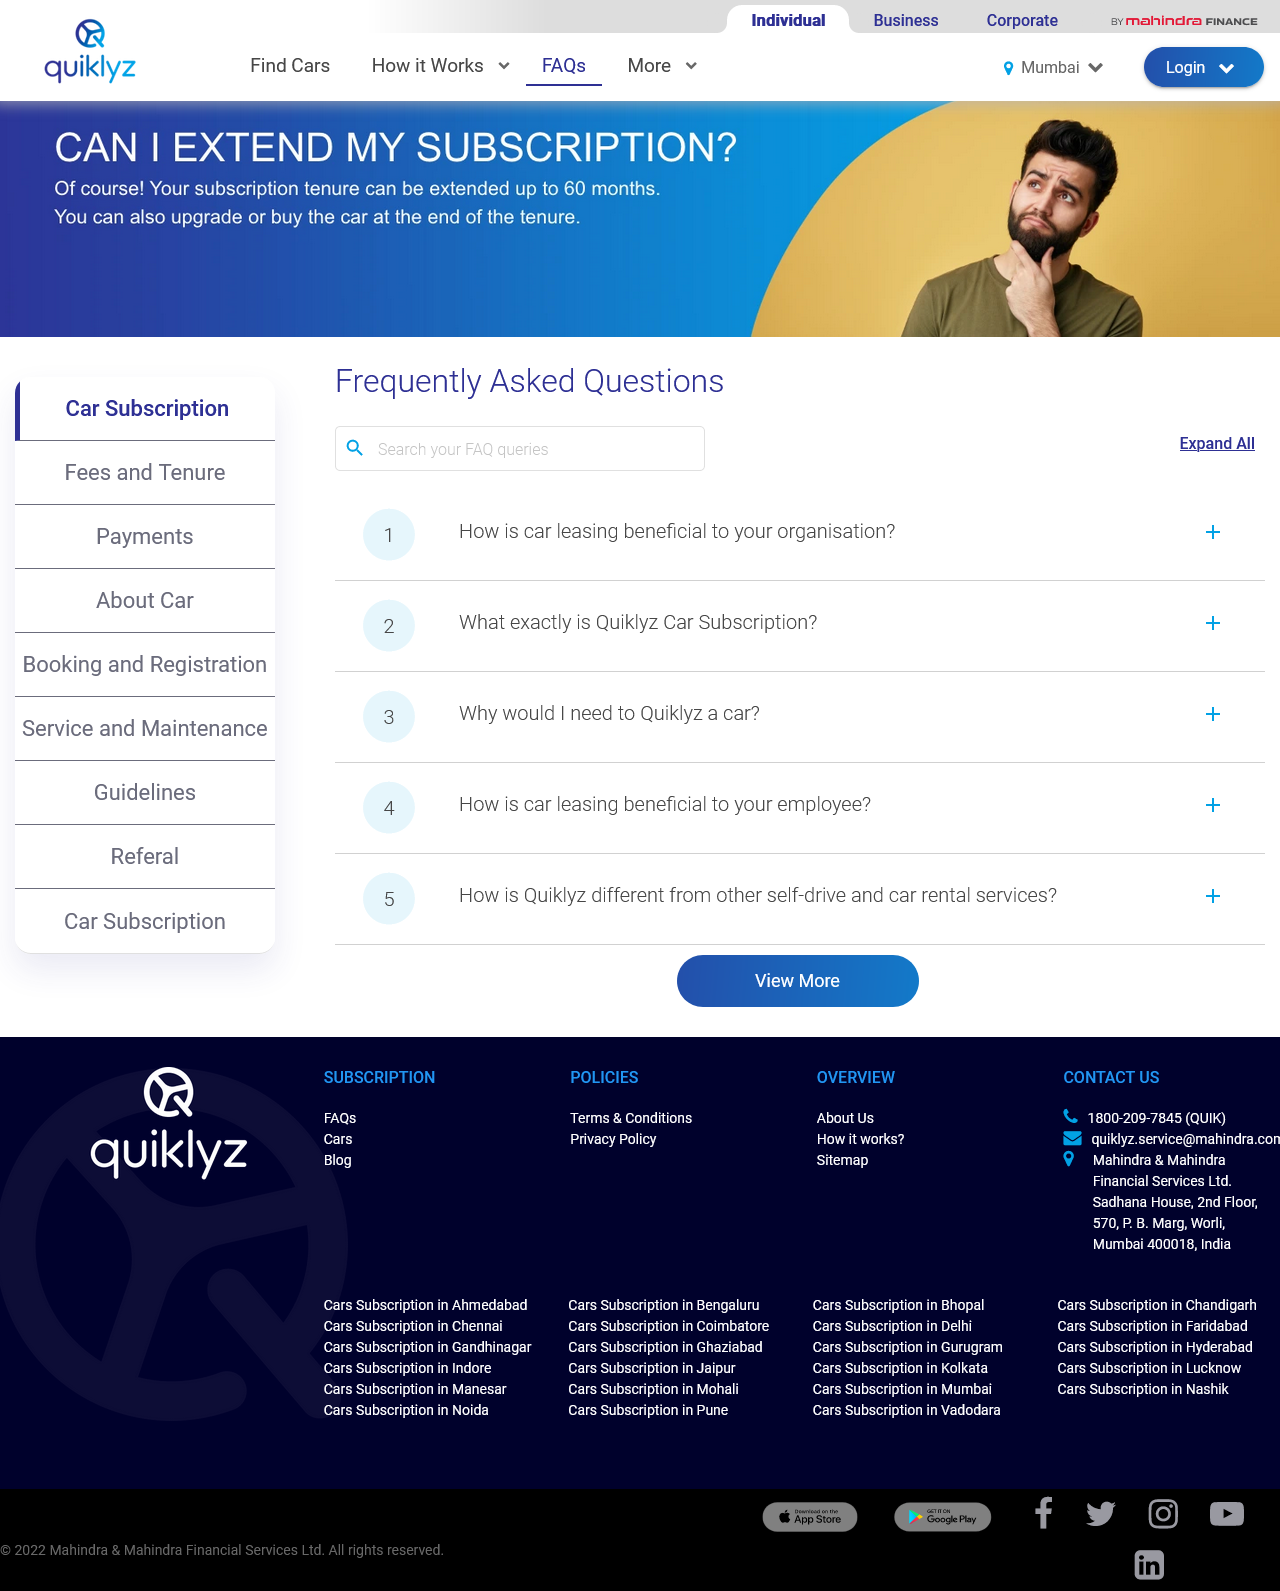 Individual
Business
Corporate
BY mahindra FINANCE
quiklyz
Find Cars
How it Works
FAQs
More
Mumbai
Login
CAN I EXTEND MY SUBSCRIPTION?
Of course! Your subscription tenure can be extended up to 60 months.
You can also upgrade or buy the car at the end of the tenure.
Car Subscription
Fees and Tenure
Payments
About Car
Booking and Registration
Service and Maintenance
Guidelines
Referal
Car Subscription
Frequently Asked Questions
Search your FAQ queries
Expand All
1 How is car leasing beneficial to your organisation?
2 What exactly is Quiklyz Car Subscription?
3 Why would I need to Quiklyz a car?
4 How is car leasing beneficial to your employee?
5 How is Quiklyz different from other self-drive and car rental services?
View More
quiklyz
SUBSCRIPTION
FAQs
Cars
Blog
POLICIES
Terms & Conditions
Privacy Policy
OVERVIEW
About Us
How it works?
Sitemap
CONTACT US
1800-209-7845 (QUIK)
quiklyz.service@mahindra.com
Mahindra & Mahindra
Financial Services Ltd.
Sadhana House, 2nd Floor,
570, P. B. Marg, Worli,
Mumbai 400018, India
Cars Subscription in Ahmedabad
Cars Subscription in Chennai
Cars Subscription in Gandhinagar
Cars Subscription in Indore
Cars Subscription in Manesar
Cars Subscription in Noida
Cars Subscription in Bengaluru
Cars Subscription in Coimbatore
Cars Subscription in Ghaziabad
Cars Subscription in Jaipur
Cars Subscription in Mohali
Cars Subscription in Pune
Cars Subscription in Bhopal
Cars Subscription in Delhi
Cars Subscription in Gurugram
Cars Subscription in Kolkata
Cars Subscription in Mumbai
Cars Subscription in Vadodara
Cars Subscription in Chandigarh
Cars Subscription in Faridabad
Cars Subscription in Hyderabad
Cars Subscription in Lucknow
Cars Subscription in Nashik
Download on the
App Store
GET IT ON
Google Play
© 2022 Mahindra & Mahindra Financial Services Ltd. All rights reserved.